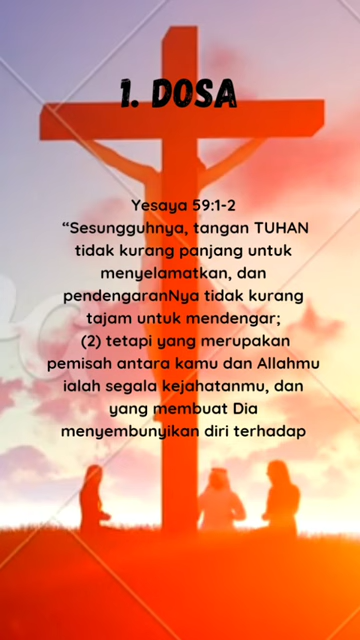 1. DOSA
Yesaya 59:1-2
“Sesungguhnya, tangan TUHAN
tidak kurang panjang untuk
menyelamatkan, dan
pendengaranNya tidak kurang
tajam untuk mendengar;
(2) tetapi yang merupakan
pemisah antara kamu dan Allahmu
ialah segala kejahatanmu, dan
yang membuat Dia
menyembunyikan diri terhadap